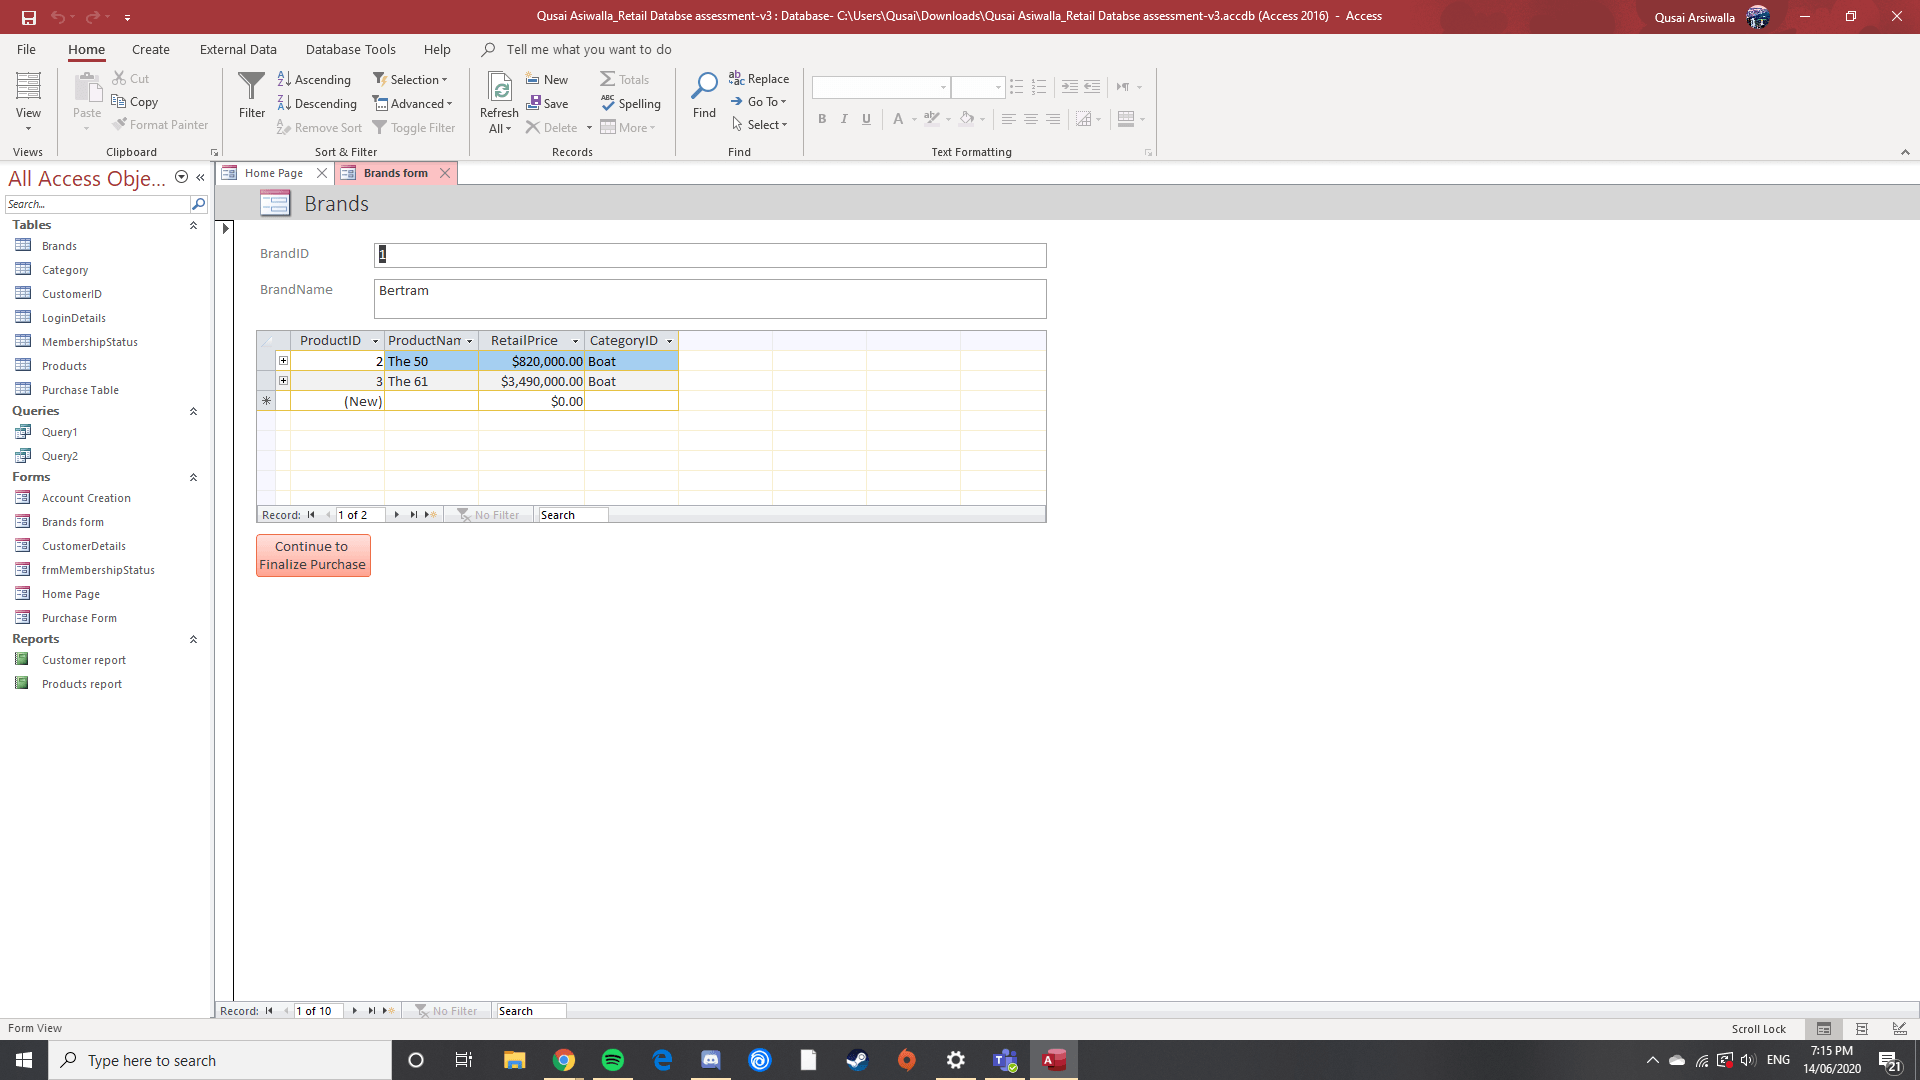 Qusai Asiwalla_Retail Databse assessment-v3 : Database- C:\Users\Qusai\Downloads\Qusai Asiwalla_Retail Databse assessment-v3.accdb (Access 2016) - Access
Qusai Arsiwalla
File Home Create External Data Database Tools Help Tell me what you want to do
View
Views
Paste
Cut
Copy
Format Painter
Clipboard
Filter
Ascending
Descending
Remove Sort
Selection
Advanced
Toggle Filter
Sort & Filter
Refresh
All
New
Save
Delete
Totals
Spelling
More
Records
Find
Replace
Go To
Select
Find
B I U A
Text Formatting
All Access Obje...
Search...
Tables
Brands
Category
CustomerID
LoginDetails
MembershipStatus
Products
Purchase Table
Queries
Query1
Query2
Forms
Account Creation
Brands form
CustomerDetails
frmMembershipStatus
Home Page
Purchase Form
Reports
Customer report
Products report
Home Page Brands form
Brands
BrandID 1
BrandName Bertram
ProductID ProductNam RetailPrice CategoryID
2 The 50 $820,000.00 Boat
3 The 61 $3,490,000.00 Boat
(New) $0.00
Record: 1 of 2 No Filter Search
Continue to
Finalize Purchase
Record: 1 of 10 No Filter Search
Form View Scroll Lock
Type here to search
ENG
7:15 PM
14/06/2020
21